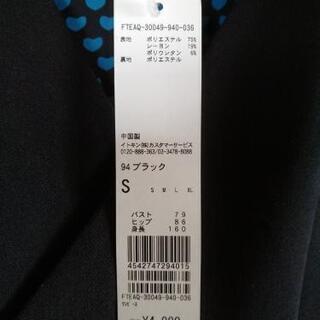 FTEAQ-30049-940-036
表地 ポリエステル 75%
レーヨン 19%
ポリウレタン 6%
裏地 ポリエステル
中国製
イトキン(株)カスタマーサービス
0120-888-363/03-3478-8088
94 ブラック
S S M L XL
バスト 79
ヒップ 86
身長 160
4542747294015
FTEAQ-30049-940-036